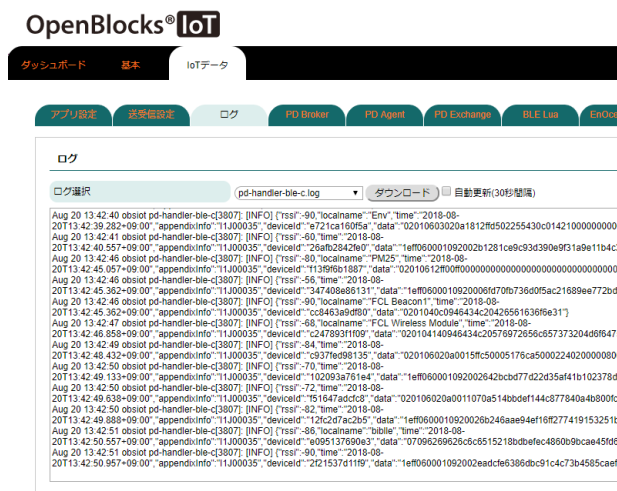 OpenBlocks® IoT
ダッシュボード 基本 IoTデータ
アプリ設定 送受信設定 ログ PD Broker PD Agent PD Exchange BLE Lua EnOce
ログ
ログ選択 pd-handler-ble-c.log ダウンロード 自動更新(30秒間隔)
Aug 20 13:42:40 obsiot pd-handler-ble-c[3807]: [INFO] {"rssi":-90,"localname":"Env","time":"2018-08-
20T13:42:39.282+09:00","appendixInfo":"I1J00035","deviceId":"e721ca160f5a","data":"02010603020a1812ffd502255430c01421000000000
Aug 20 13:42:41 obsiot pd-handler-ble-c[3807]: [INFO] {"rssi":-60,"time":"2018-08-
20T13:42:40.557+09:00","appendixInfo":"I1J00035","deviceId":"26afb2842fe0","data":"1eff060001092002b1281ce9c93d390e9f31a9e11b4c
Aug 20 13:42:46 obsiot pd-handler-ble-c[3807]: [INFO] {"rssi":-80,"localname":"PM25","time":"2018-08-
20T13:42:45.057+09:00","appendixInfo":"I1J00035","deviceId":"f13f96b1887","data":
Aug 20 13:42:46 obsiot pd-handler-ble-c[3807]: [INFO] {"rssi":-56,"time":"2018-08-
20T13:42:45.362+09:00","appendixInfo":"I1J00035","deviceId":"347408e86131","data":"1eff0600010920006fd70fb736d0f5ac21689ee772bd
Aug 20 13:42:46 obsiot pd-handler-ble-c[3807]: [INFO] {"rssi":-90,"localname":"FCL Beacon1","time":"2018-08-
20T13:42:45.362+09:00","appendixInfo":"I1J00035","deviceId":"cc8463a9df80","data":"0201040c0946434c20426561636f6e31"}
Aug 20 13:42:47 obsiot pd-handler-ble-c[3807]: [INFO] {"rssi":-68,"localname":"FCL Wireless Module","time":"2018-08-
20T13:42:46.858+09:00","appendixInfo":"I1J00035","deviceId":"c247893f1f09","data":"020104140946434c20576972656c657373204d6f647
Aug 20 13:42:49 obsiot pd-handler-ble-c[3807]: [INFO] {"rssi":-84,"time":"2018-08-
20T13:42:48.432+09:00","appendixInfo":"I1J00035","deviceId":"c937fed98135","data":"020106020a0015ffc50005176ca5000224020000800
Aug 20 13:42:50 obsiot pd-handler-ble-c[3807]: [INFO] {"rssi":-70,"time":"2018-08-
20T13:42:49.133+09:00","appendixInfo":"I1J00035","deviceId":"102093a761e4","data":"1eff060001092002642bcbd77d22d35af41b102378d
Aug 20 13:42:50 obsiot pd-handler-ble-c[3807]: [INFO] {"rssi":-72,"time":"2018-08-
20T13:42:49.638+09:00","appendixInfo":"I1J00035","deviceId":"f51647adcfc8","data":"020106020a0011070a514bbdef144c877840a4b800fc
Aug 20 13:42:50 obsiot pd-handler-ble-c[3807]: [INFO] {"rssi":-82,"time":"2018-08-
20T13:42:49.888+09:00","appendixInfo":"I1J00035","deviceId":"12fc2d7ac2b5","data":"1eff0600010920026b246aae94ef16ff277419153251b
Aug 20 13:42:51 obsiot pd-handler-ble-c[3807]: [INFO] {"rssi":-86,"localname":"bibile","time":"2018-08-
20T13:42:50.557+09:00","appendixInfo":"I1J00035","deviceId":"e095137690e3","data":"07096269626c6c6515218bdbefec4860b9bcae45fd6
Aug 20 13:42:51 obsiot pd-handler-ble-c[3807]: [INFO] {"rssi":-90,"time":"2018-08-
20T13:42:50.957+09:00","appendixInfo":"I1J00035","deviceId":"2f21537d11f9","data":"1eff060001092002eadcfe6386dbc91c4c73b4585caef